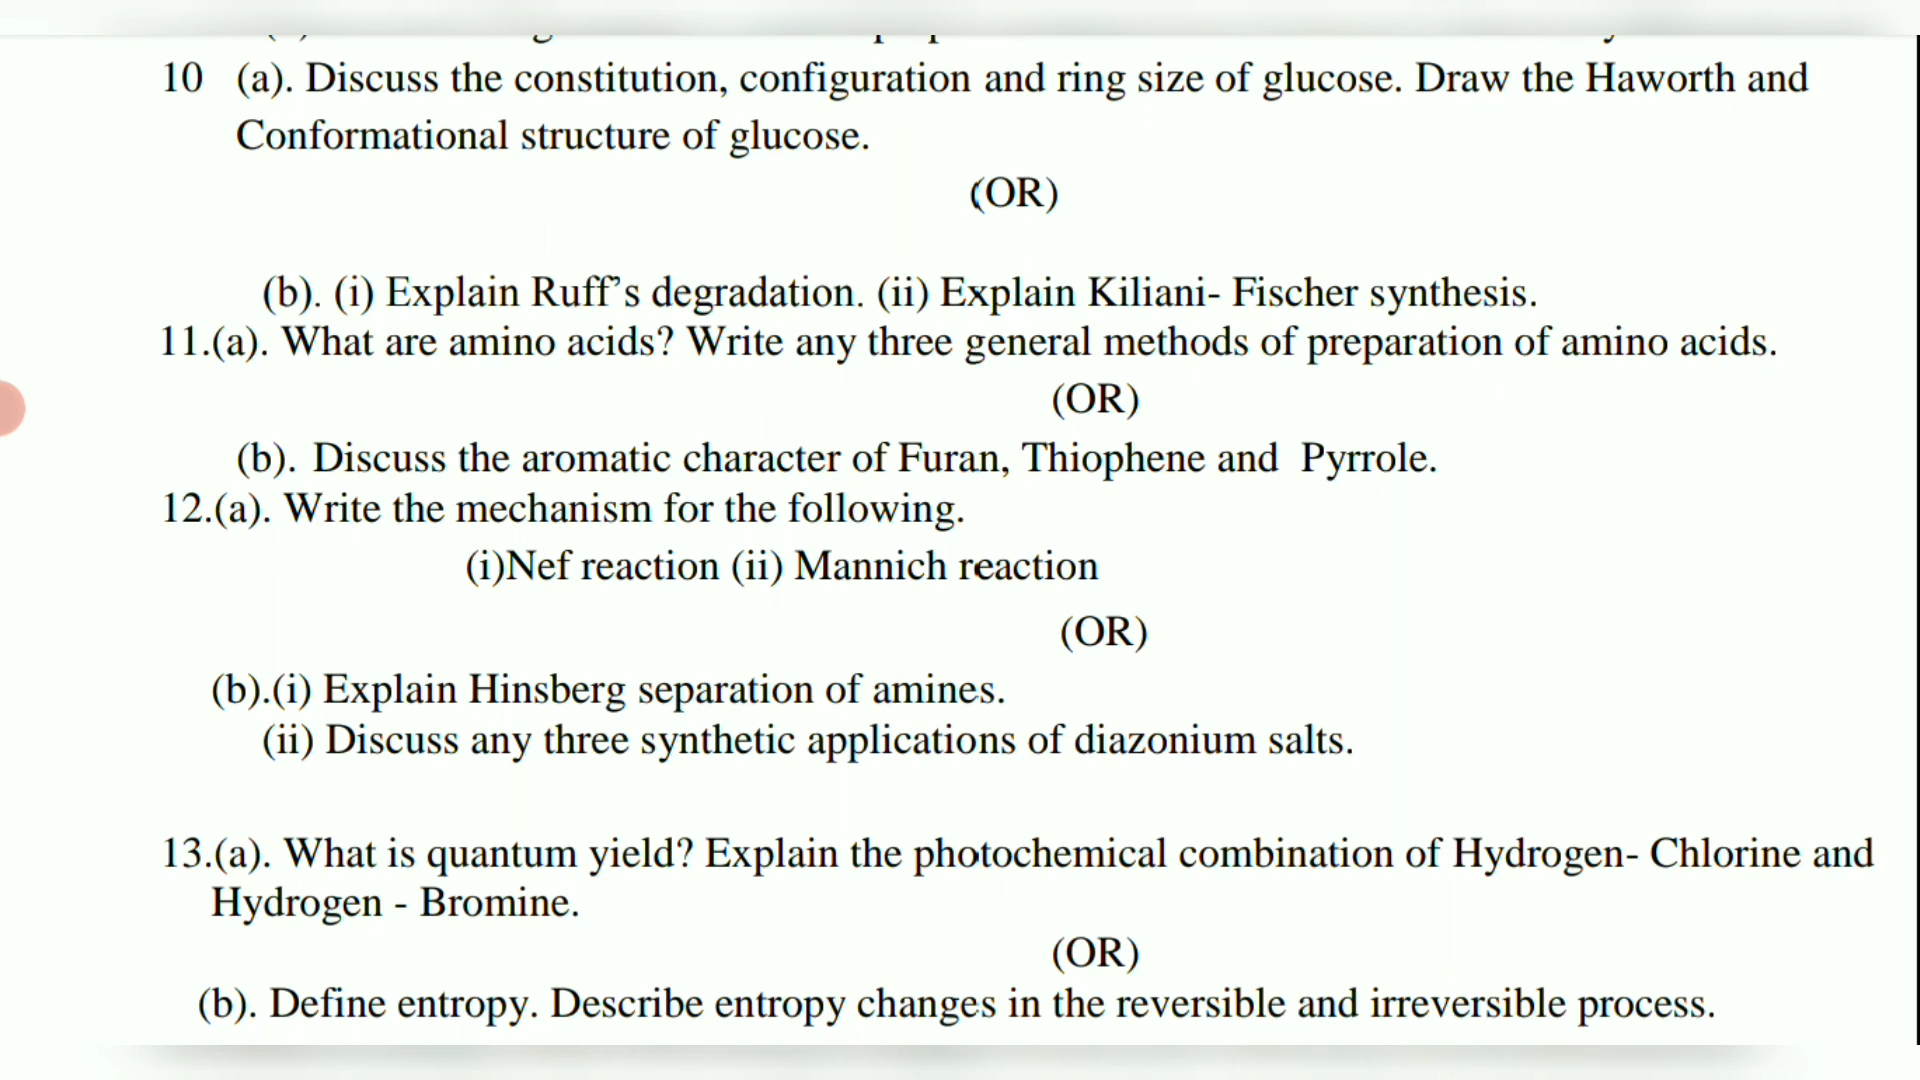 10 (a). Discuss the constitution, configuration and ring size of glucose. Draw the Haworth and
Conformational structure of glucose.
(OR)
(b). (i) Explain Ruff’s degradation. (ii) Explain Kiliani- Fischer synthesis.
11.(a). What are amino acids? Write any three general methods of preparation of amino acids.
(OR)
(b). Discuss the aromatic character of Furan, Thiophene and Pyrrole.
12.(a). Write the mechanism for the following.
(i)Nef reaction (ii) Mannich reaction
(OR)
(b).(i) Explain Hinsberg separation of amines.
(ii) Discuss any three synthetic applications of diazonium salts.
13.(a). What is quantum yield? Explain the photochemical combination of Hydrogen- Chlorine and
Hydrogen - Bromine.
(OR)
(b). Define entropy. Describe entropy changes in the reversible and irreversible process.